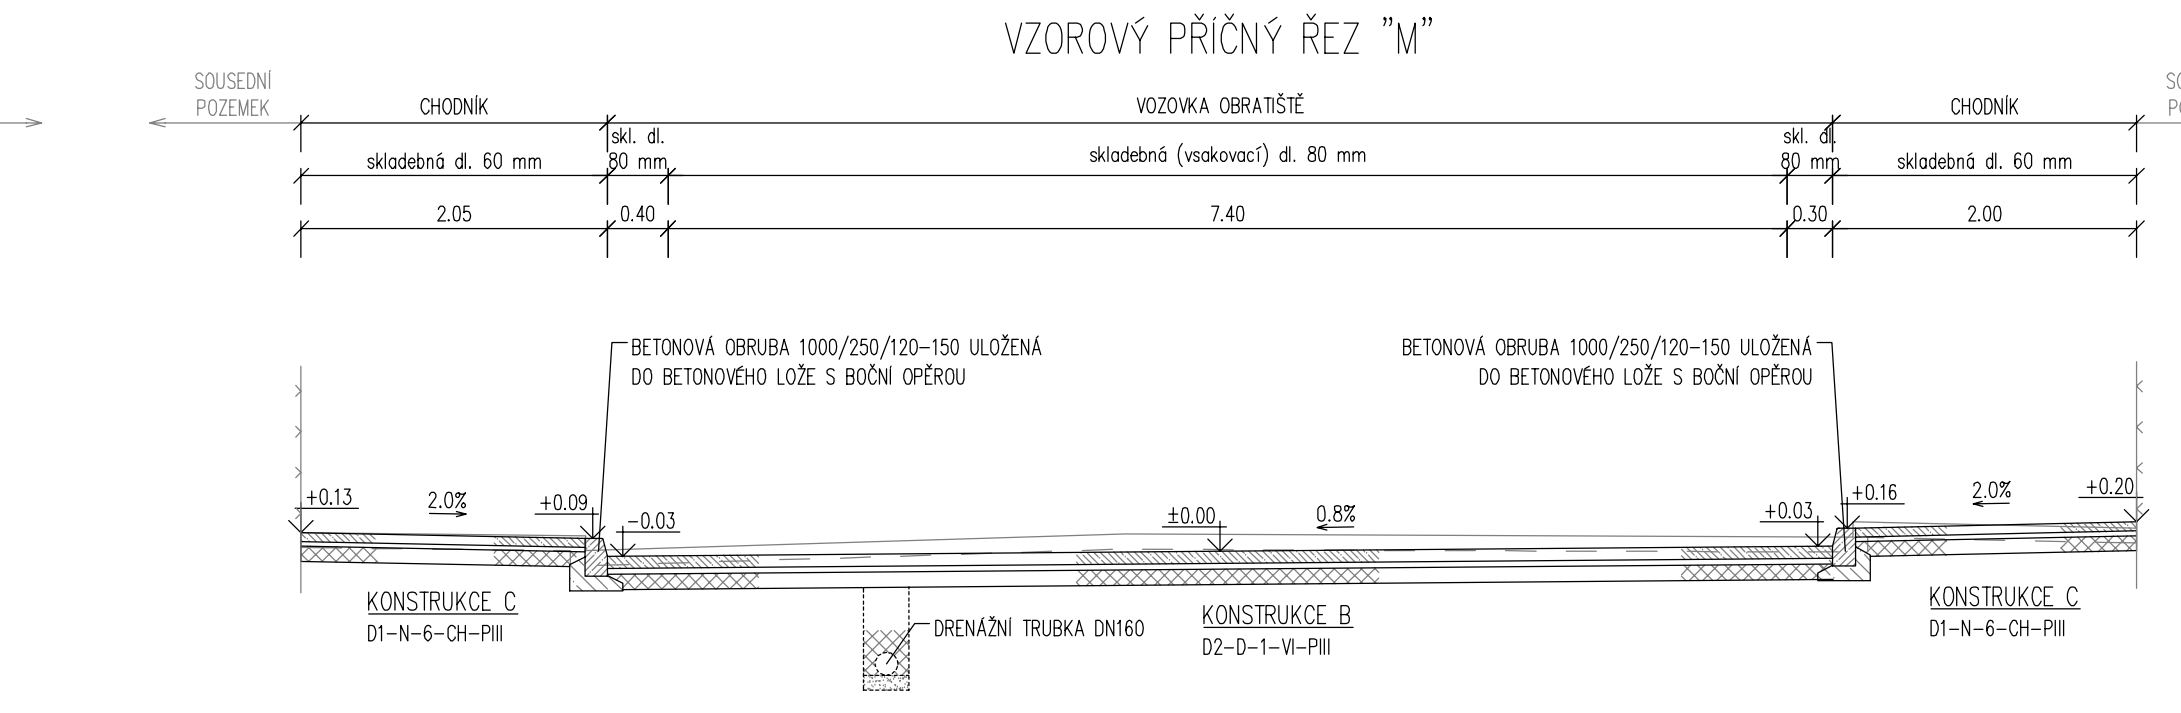 VZOROVÝ PŘÍČNÝ ŘEZ "M"
SOUSEDNÍ
POZEMEK
CHODNÍK
VOZOVKA OBRATIŠTĚ
CHODNÍK
skladebná dl. 60 mm
skl. dl.
80 mm
skladebná (vsakovací) dl. 80 mm
skl. dl.
80 mm
skladebná dl. 60 mm
2.05
0.40
7.40
0.30
2.00
BETONOVÁ OBRUBA 1000/250/120-150 ULOŽENÁ
DO BETONOVÉHO LOŽE S BOČNÍ OPĚROU
BETONOVÁ OBRUBA 1000/250/120-150 ULOŽENÁ
DO BETONOVÉHO LOŽE S BOČNÍ OPĚROU
+0.13
2.0%
+0.09
-0.03
±0.00
0.8%
+0.03
+0.16
2.0%
+0.20
KONSTRUKCE C
D1-N-6-CH-PIII
DRENÁŽNÍ TRUBKA DN160
KONSTRUKCE B
D2-D-1-VI-PIII
KONSTRUKCE C
D1-N-6-CH-PIII